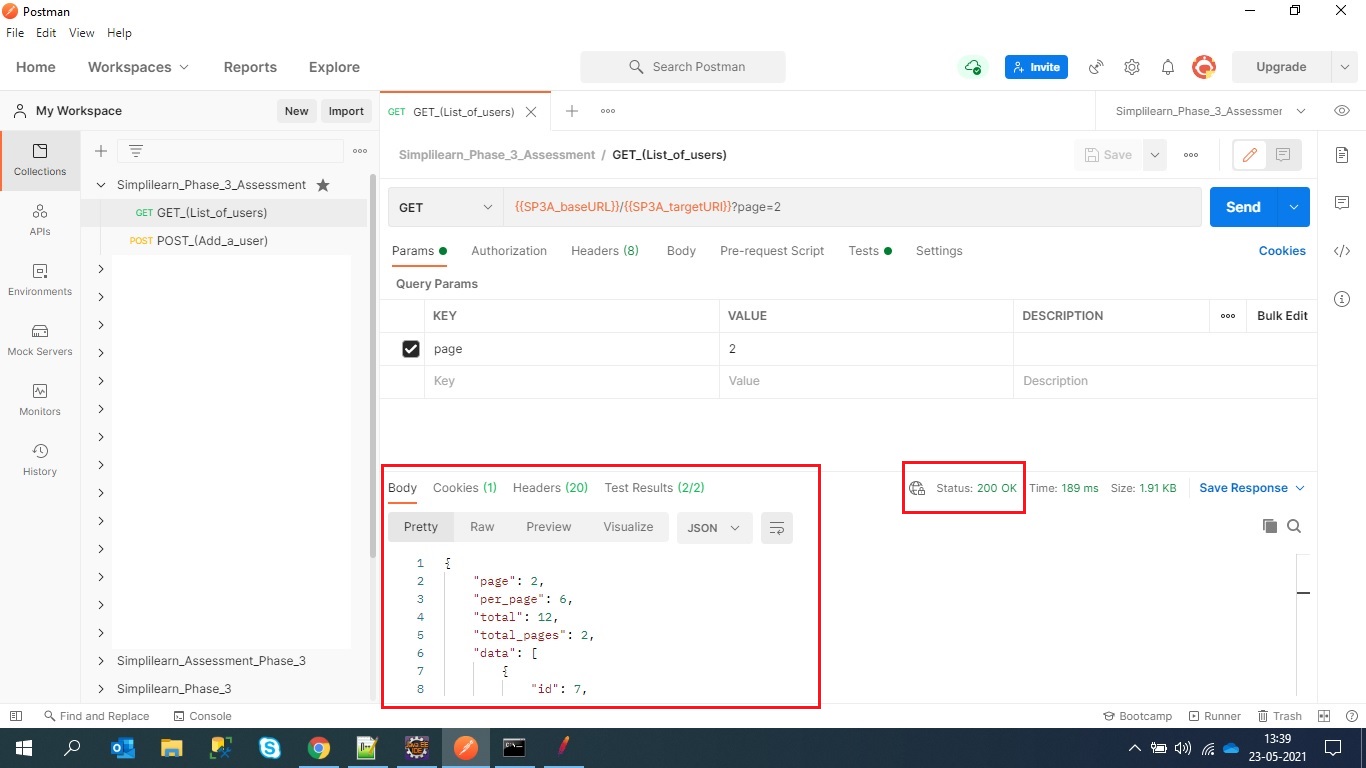 Postman
File Edit View Help
Home Workspaces Reports Explore Search Postman Invite Upgrade
My Workspace New Import
GET GET_(List_of_users)
Simplilearn_Phase_3_Assessmer
Collections
APIs
Environments
Mock Servers
Monitors
History
Simplilearn_Phase_3_Assessment
GET GET_(List_of_users)
POST POST_(Add_a_user)
Simplilearn_Assessment_Phase_3
Simplilearn_Phase_3
Simplilearn_Phase_3_Assessment / GET_(List_of_users)
Save
GET {{SP3A_baseURL}}/{{SP3A_targetURI}}?page=2 Send
Params Authorization Headers (8) Body Pre-request Script Tests Settings Cookies
Query Params
KEY VALUE DESCRIPTION Bulk Edit
page 2
Key Value Description
Body Cookies (1) Headers (20) Test Results (2/2) Status: 200 OK Time: 189 ms Size: 1.91 KB Save Response
Pretty Raw Preview Visualize JSON
1 {
2 "page": 2,
3 "per_page": 6,
4 "total": 12,
5 "total_pages": 2,
6 "data": [
7 {
8 "id": 7,
Find and Replace Console Bootcamp Runner Trash
13:39
23-05-2021